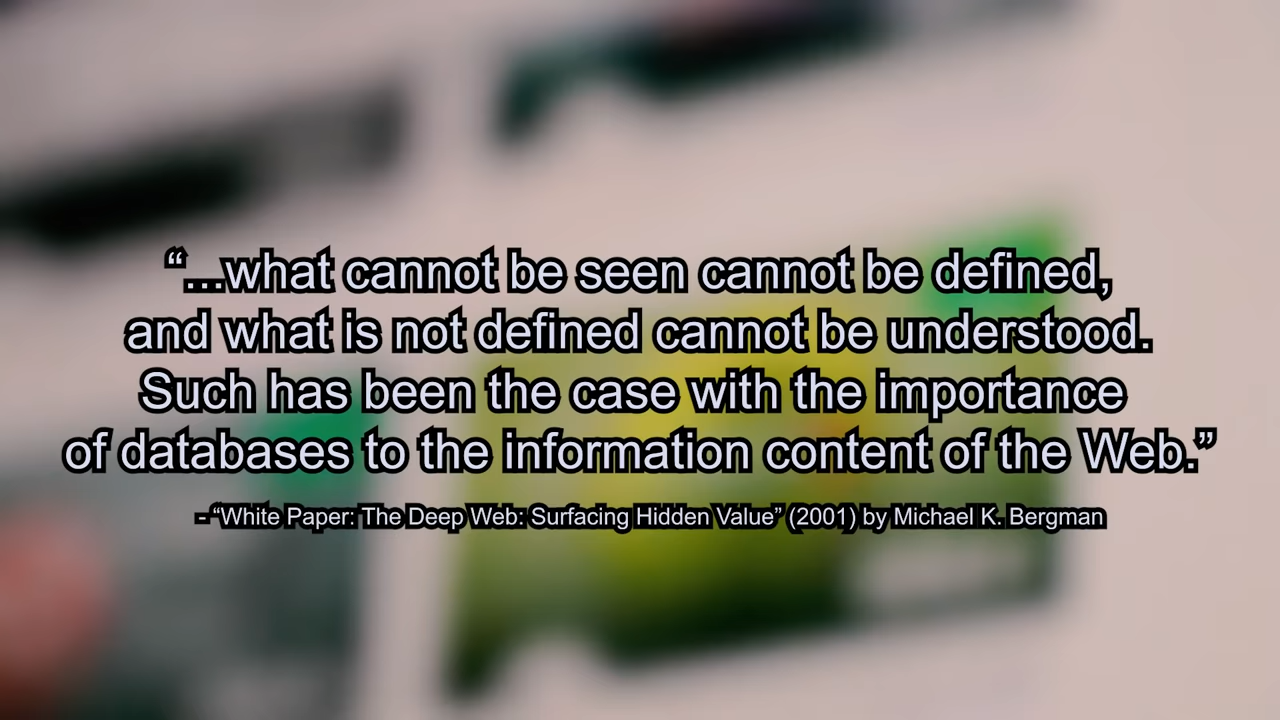 “...what cannot be seen cannot be defined,
and what is not defined cannot be understood.
Such has been the case with the importance
of databases to the information content of the Web.”
- “White Paper: The Deep Web: Surfacing Hidden Value” (2001) by Michael K. Bergman